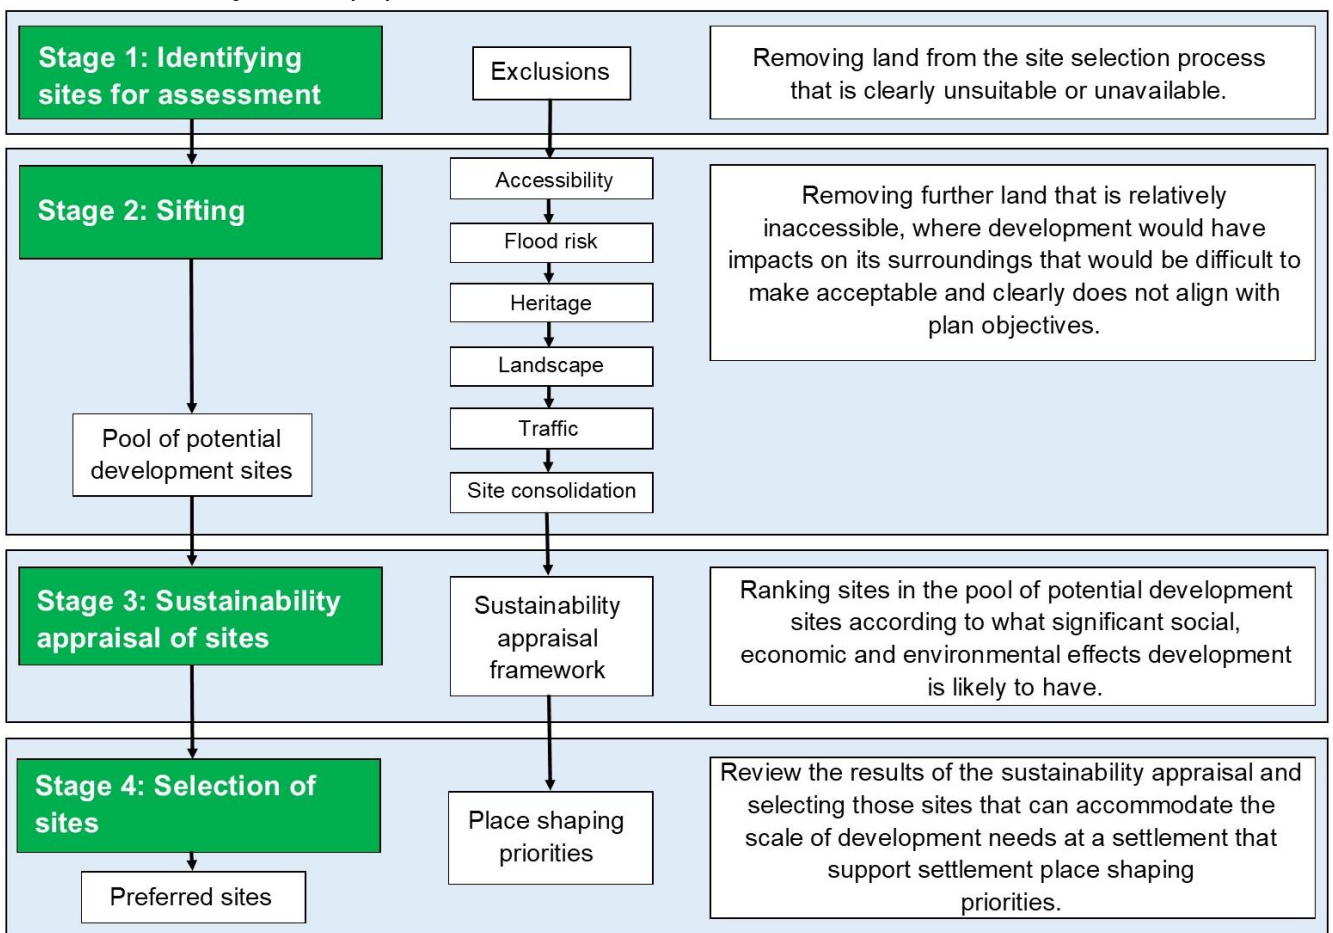 Stage 1: Identifying
sites for assessment
Exclusions
Removing land from the site selection process
that is clearly unsuitable or unavailable.
Stage 2: Sifting
Accessibility
Flood risk
Heritage
Landscape
Traffic
Site consolidation
Removing further land that is relatively
inaccessible, where development would have
impacts on its surroundings that would be difficult to
make acceptable and clearly does not align with
plan objectives.
Pool of potential
development sites
Stage 3: Sustainability
appraisal of sites
Sustainability
appraisal
framework
Ranking sites in the pool of potential development
sites according to what significant social,
economic and environmental effects development
is likely to have.
Stage 4: Selection of
sites
Preferred sites
Place shaping
priorities
Review the results of the sustainability appraisal and
selecting those sites that can accommodate the
scale of development needs at a settlement that
support settlement place shaping
priorities.